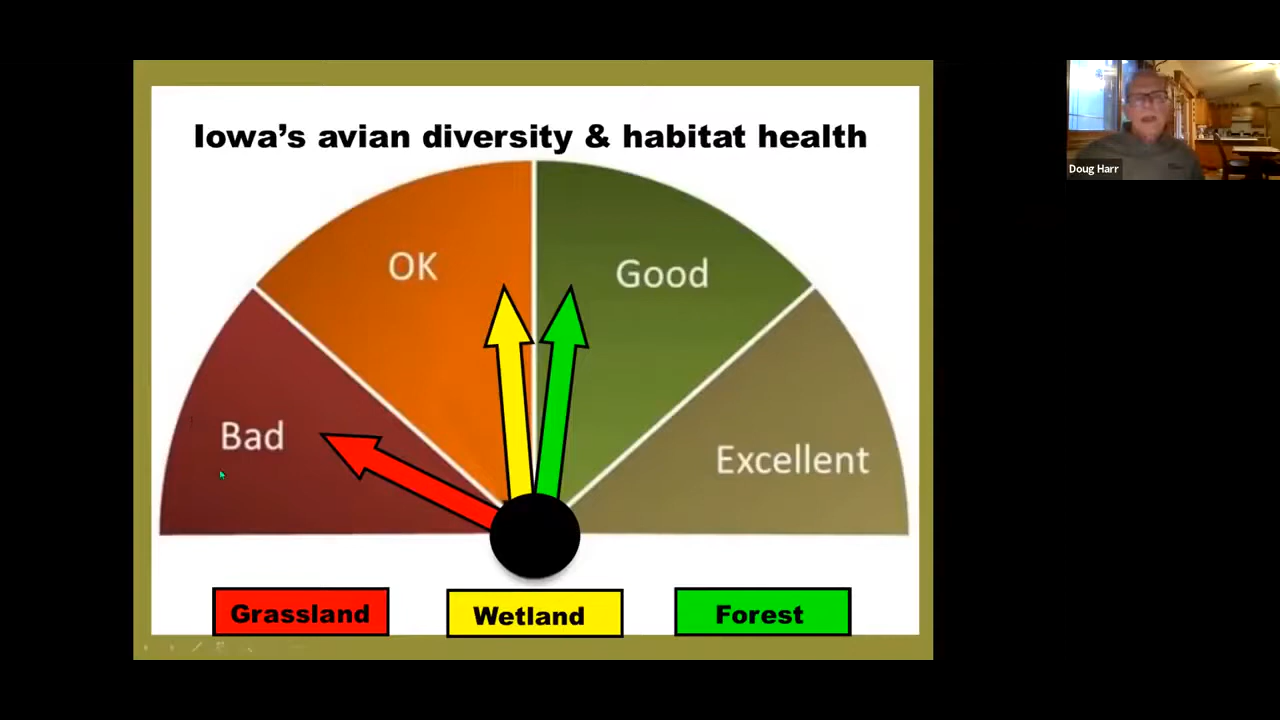 Iowa's avian diversity & habitat health
OK
Good
Bad
Excellent
Grassland
Wetland
Forest
Doug Harr